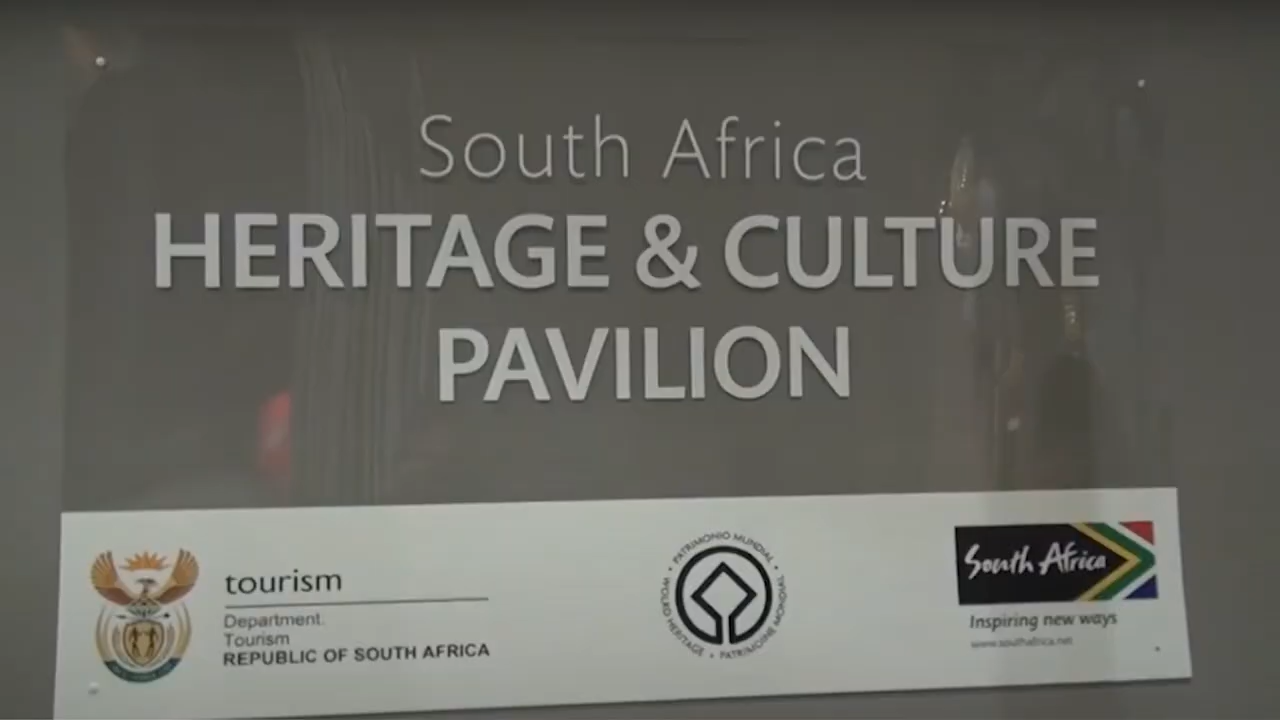 South Africa
HERITAGE & CULTURE
PAVILION
tourism
Department:
Tourism
REPUBLIC OF SOUTH AFRICA
PATRIMONIO MUNDIAL • WORLD HERITAGE • PATRIMOINE MONDIAL •
South Africa
Inspiring new ways
www.southafrica.net